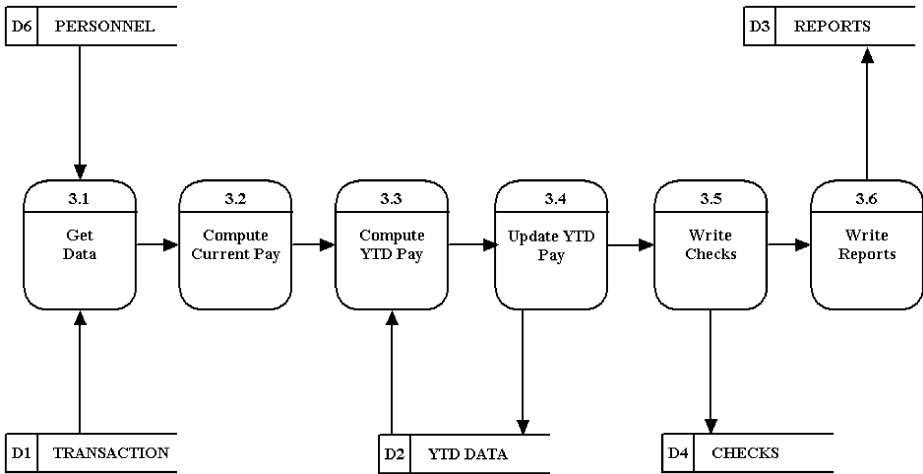 D6 PERSONNEL
D3 REPORTS
3.1
Get
Data
3.2
Compute
Current Pay
3.3
Compute
YTD Pay
3.4
Update YTD
Pay
3.5
Write
Checks
3.6
Write
Reports
D1 TRANSACTION
D2 YTD DATA
D4 CHECKS